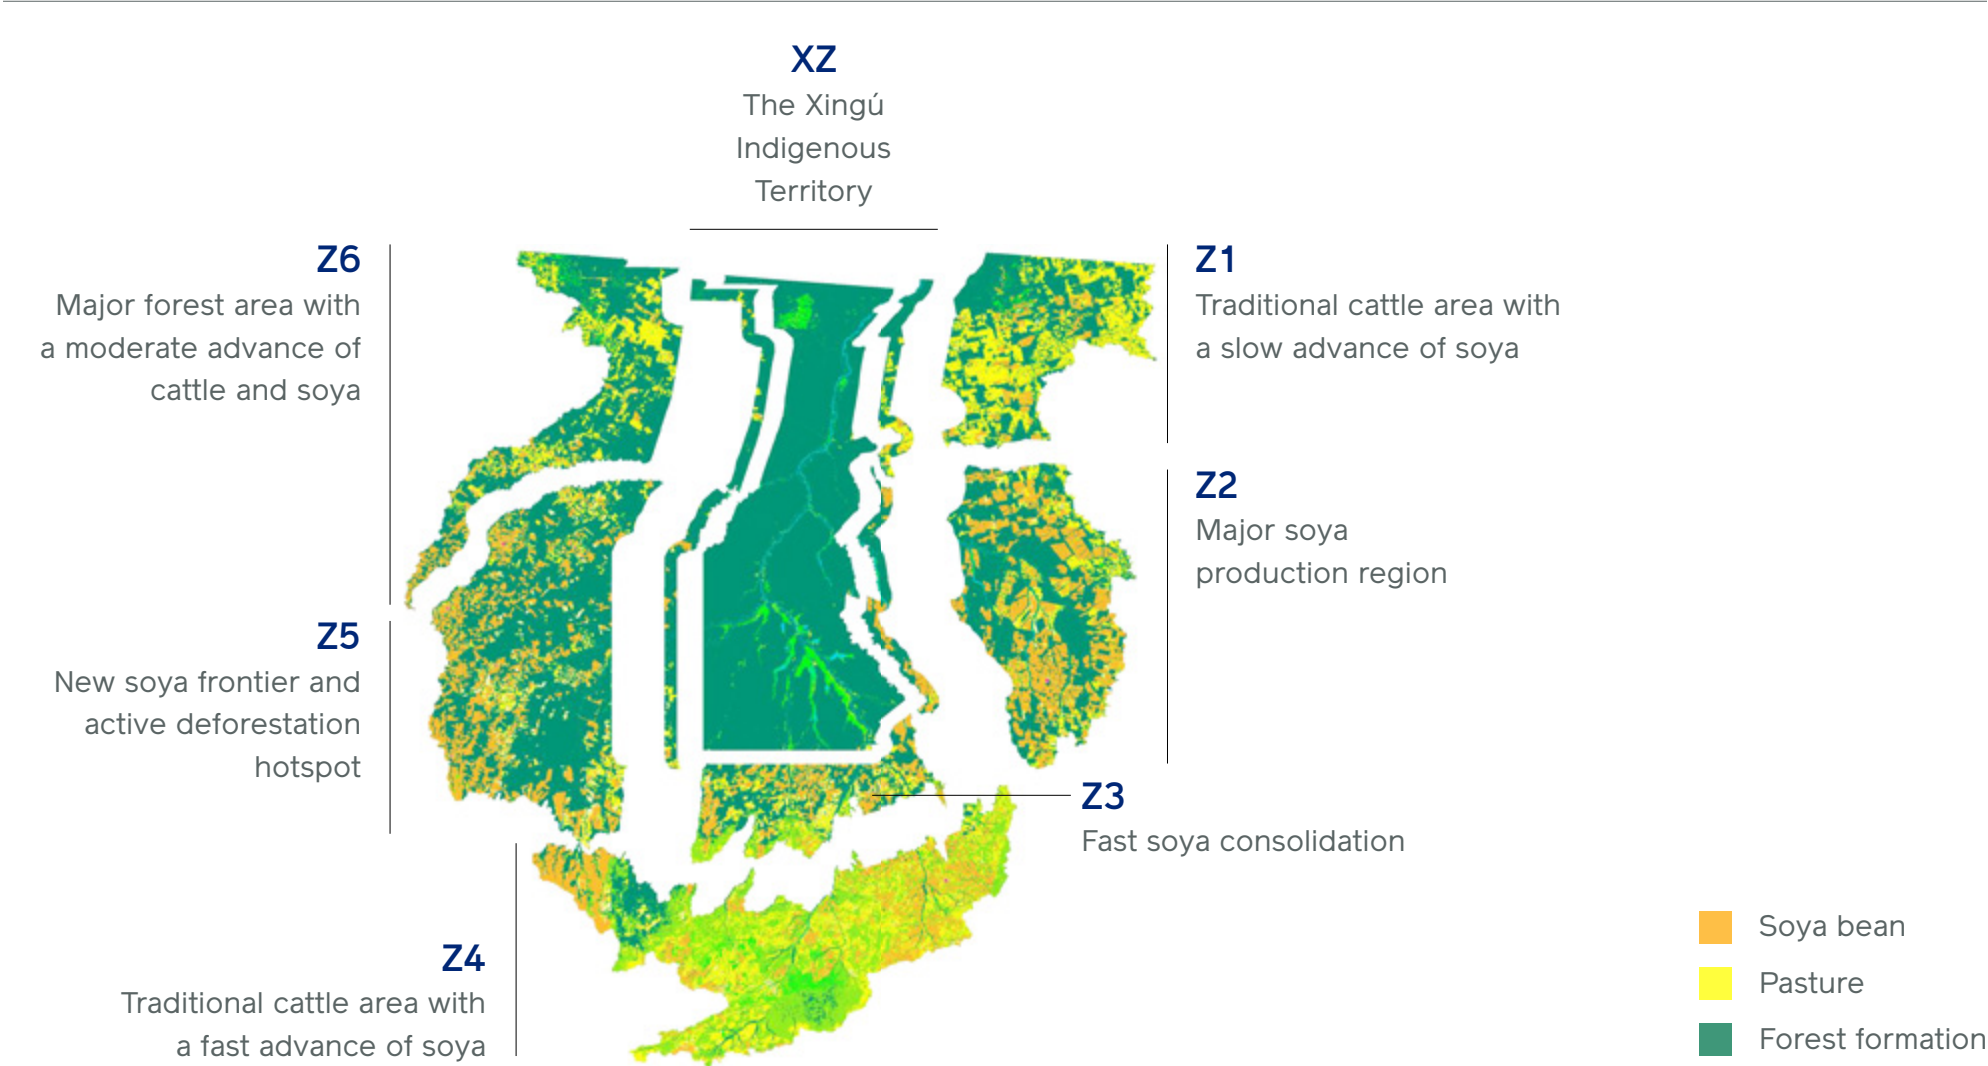 XZ
The Xingú
Indigenous
Territory
Z6
Major forest area with
a moderate advance of
cattle and soya
Z1
Traditional cattle area with
a slow advance of soya
Z2
Major soya
production region
Z5
New soya frontier and
active deforestation
hotspot
Z3
Fast soya consolidation
Z4
Traditional cattle area with
a fast advance of soya
Soya bean
Pasture
Forest formation